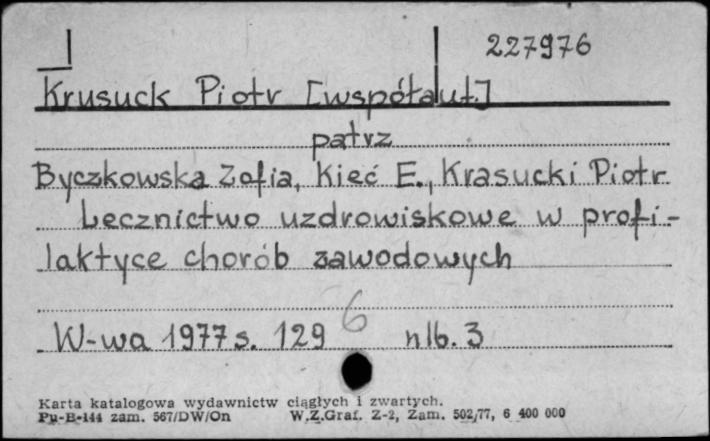 227976
Krusuck Piotr [współaut]
patrz
Byczkowska Zofia, Kieć E., Krasucki Piotr
Lecznictwo uzdrowiskowe w profi-
laktyce chorób zawodowych
6
W-wa 1977 s. 129 nlb. 3
Karta katalogowa wydawnictw ciągłych i zwartych.
Pu-B-144 zam. 567/DW/On W.Z.Graf. Z-2, Zam. 502/77, 6 400 000